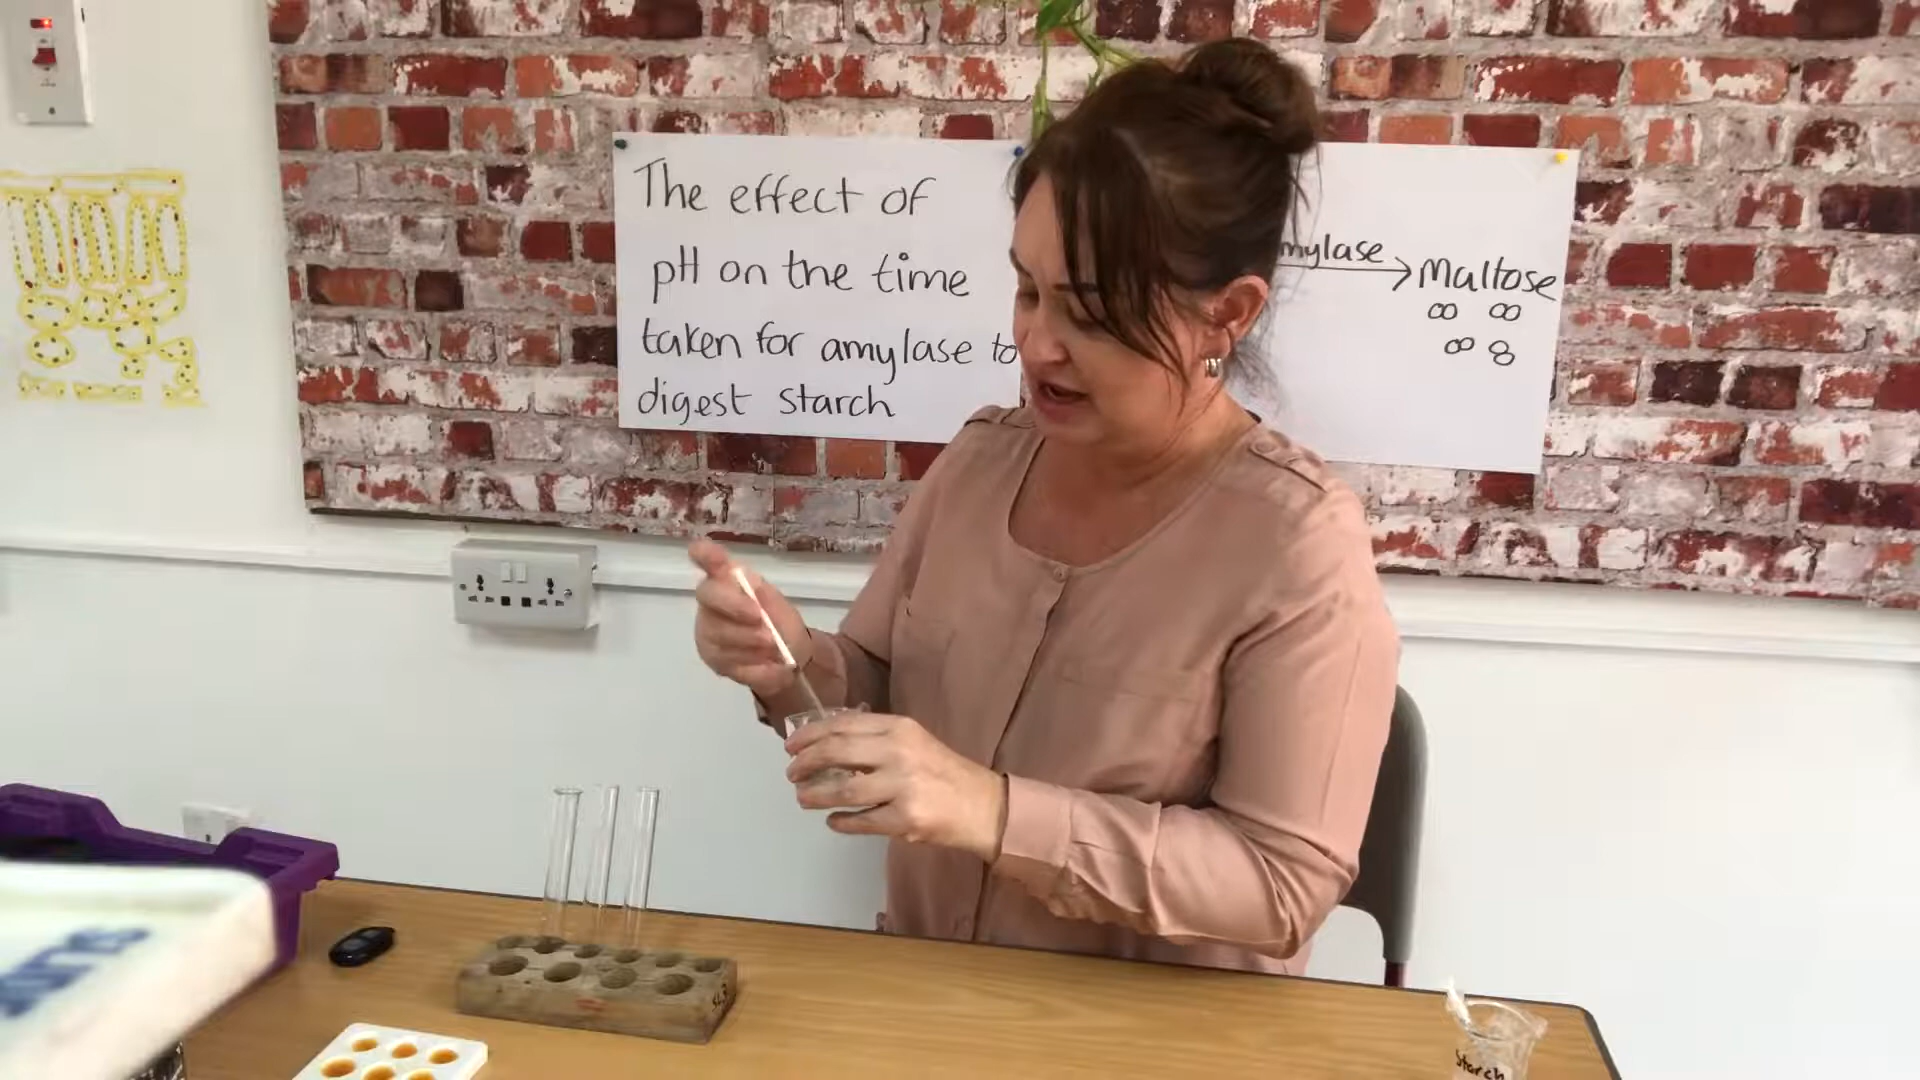 The effect of
pH on the time
taken for amylase to
digest starch
mylase
Maltose
Starch